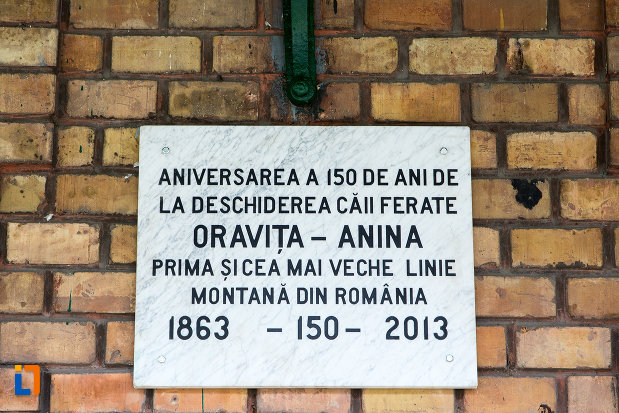 ANIVERSAREA A 150 DE ANI DE
LA DESCHIDEREA CĂII FERATE
ORAVIȚA – ANINA
PRIMA ȘI CEA MAI VECHE LINIE
MONTANĂ DIN ROMÂNIA
1863 – 150 – 2013